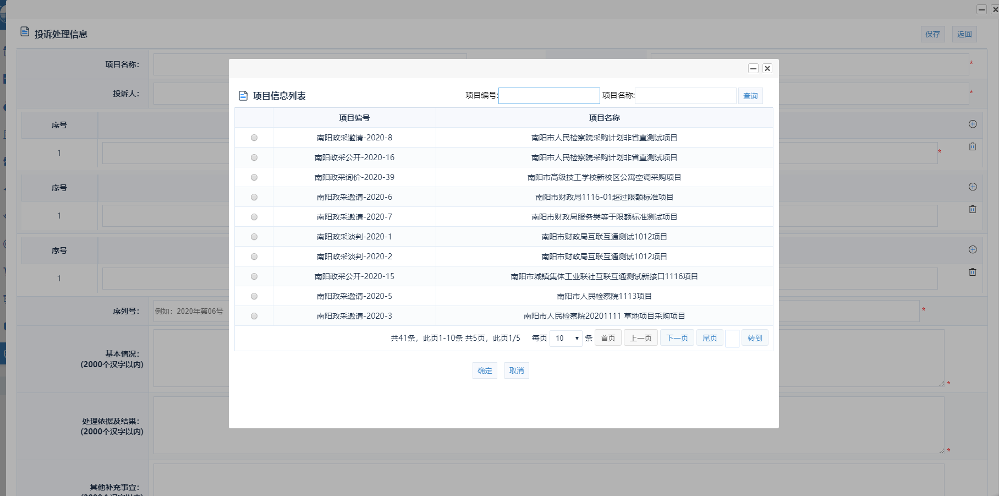 投诉处理信息
保存
返回
项目名称：
*
投诉人：
*
序号
1
*
序号
1
序号
1
序列号：
例如：2020年第06号
*
基本情况：
(2000个汉字以内)
*
处理依据及结果：
(2000个汉字以内)
*
其他补充事宜：
(2000个汉字以内)
项目信息列表
项目编号:
项目名称:
查询
项目编号 项目名称
南阳政采邀请-2020-8 南阳市人民检察院采购计划非省直测试项目
南阳政采公开-2020-16 南阳市人民检察院采购计划非省直测试项目
南阳政采询价-2020-39 南阳市高级技工学校新校区公寓空调采购项目
南阳政采邀请-2020-6 南阳市财政局1116-01超过限额标准项目
南阳政采邀请-2020-7 南阳市财政局服务类等于限额标准测试项目
南阳政采谈判-2020-1 南阳市财政局互联互通测试1012项目
南阳政采谈判-2020-2 南阳市财政局互联互通测试1012项目
南阳政采公开-2020-15 南阳市城镇集体工业联社互联互通测试新接口1116项目
南阳政采邀请-2020-5 南阳市人民检察院1113项目
南阳政采邀请-2020-3 南阳市人民检察院20201111 草地项目采购项目
共41条，此页1-10条 共5页，此页1/5 每页 10 条 首页 上一页 下一页 尾页 转到
确定 取消